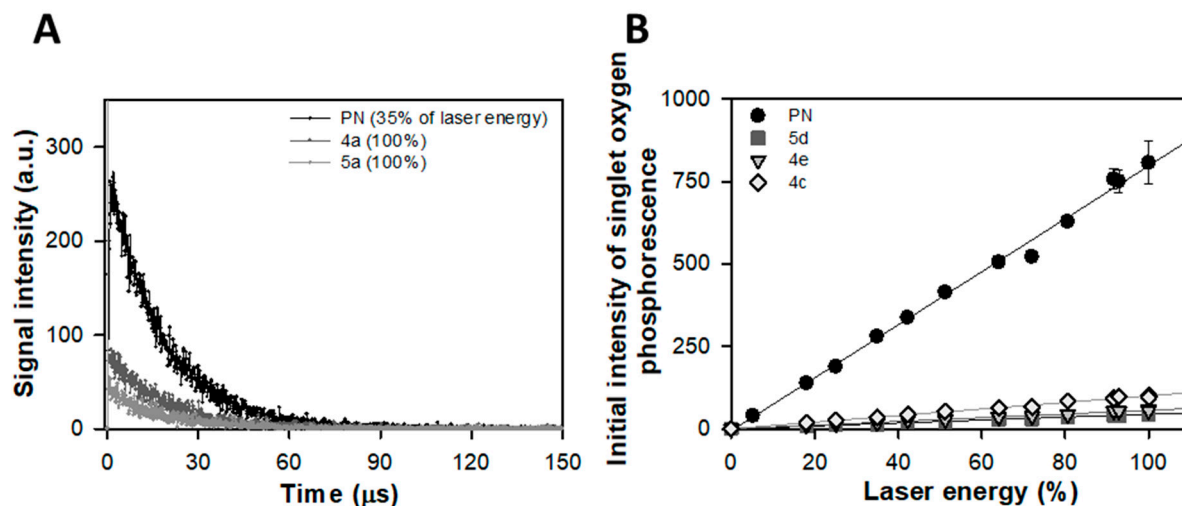 A
Signal intensity (a.u.)
300
200
100
0
PN (35% of laser energy)
4a (100%)
5a (100%)
0 30 60 90 120 150
Time (μs)
B
Initial intensity of singlet oxygen
phosphorescence
1000
750
500
250
0
PN
5d
4e
4c
0 20 40 60 80 100
Laser energy (%)